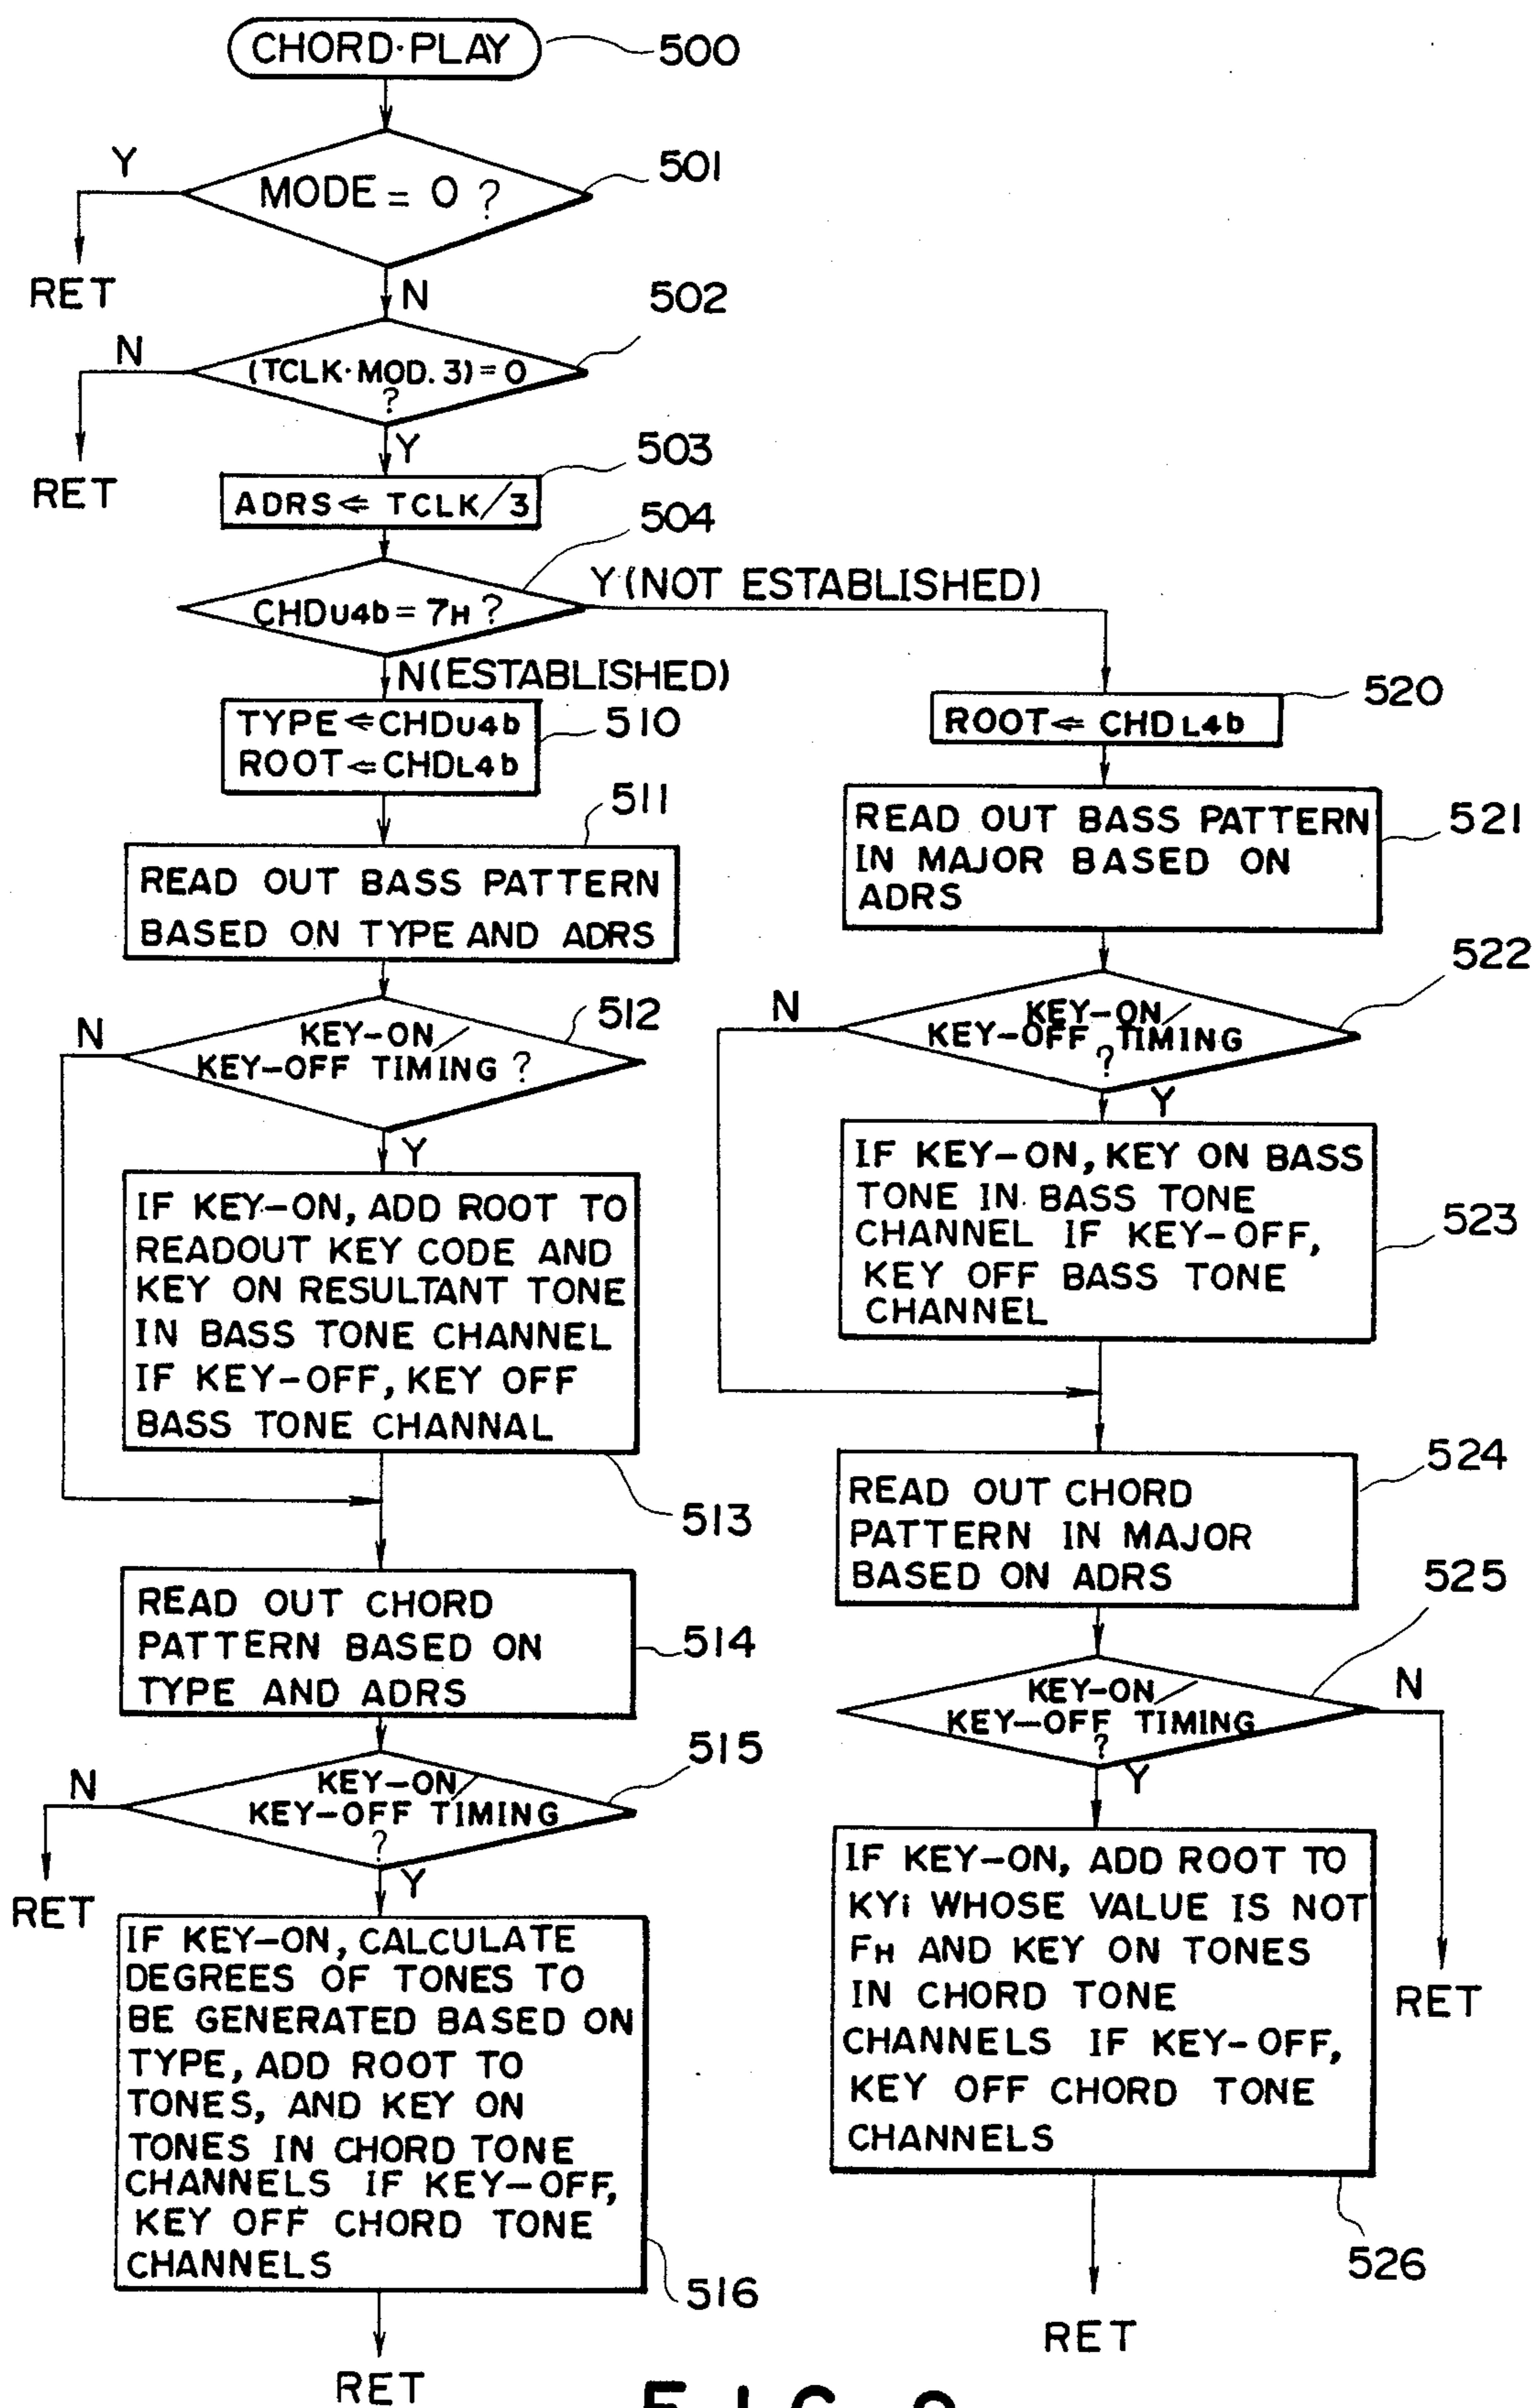 CHORD·PLAY
500
MODE = 0 ?
501
Y
RET
N
502
(TCLK·MOD. 3) = 0
?
N
RET
Y
503
ADRS ⇐ TCLK/3
504
CHDU4b = 7H ?
Y (NOT ESTABLISHED)
N (ESTABLISHED)
TYPE ⇐ CHDU4b
ROOT ⇐ CHDL4b
510
511
READ OUT BASS PATTERN
BASED ON TYPE AND ADRS
512
KEY-ON/
KEY-OFF TIMING ?
N
Y
IF KEY-ON, ADD ROOT TO
READOUT KEY CODE AND
KEY ON RESULTANT TONE
IN BASS TONE CHANNEL
IF KEY-OFF, KEY OFF
BASS TONE CHANNAL
513
READ OUT CHORD
PATTERN BASED ON
TYPE AND ADRS
514
515
KEY-ON/
KEY-OFF TIMING
?
N
RET
Y
IF KEY-ON, CALCULATE
DEGREES OF TONES TO
BE GENERATED BASED ON
TYPE, ADD ROOT TO
TONES, AND KEY ON
TONES IN CHORD TONE
CHANNELS IF KEY-OFF,
KEY OFF CHORD TONE
CHANNELS
516
RET
520
ROOT ⇐ CHDL4b
READ OUT BASS PATTERN
IN MAJOR BASED ON
ADRS
521
522
KEY-ON/
KEY-OFF TIMING
?
N
Y
IF KEY-ON, KEY ON BASS
TONE IN BASS TONE
CHANNEL IF KEY-OFF,
KEY OFF BASS TONE
CHANNEL
523
524
READ OUT CHORD
PATTERN IN MAJOR
BASED ON ADRS
525
KEY-ON/
KEY-OFF TIMING
?
N
RET
Y
IF KEY-ON, ADD ROOT TO
KYi WHOSE VALUE IS NOT
FH AND KEY ON TONES
IN CHORD TONE
CHANNELS IF KEY-OFF,
KEY OFF CHORD TONE
CHANNELS
526
RET
FIG.